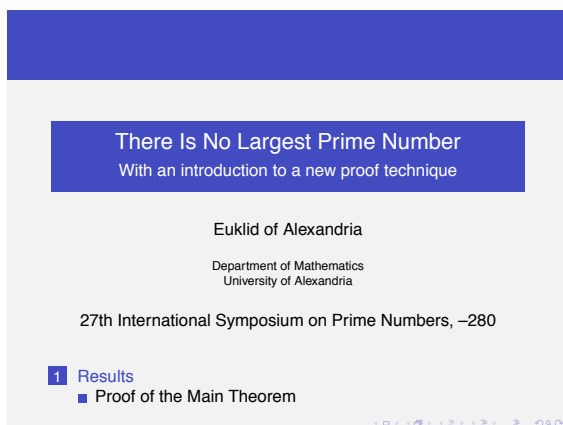 There Is No Largest Prime Number
With an introduction to a new proof technique
Euklid of Alexandria
Department of Mathematics
University of Alexandria
27th International Symposium on Prime Numbers, –280
1 Results
Proof of the Main Theorem